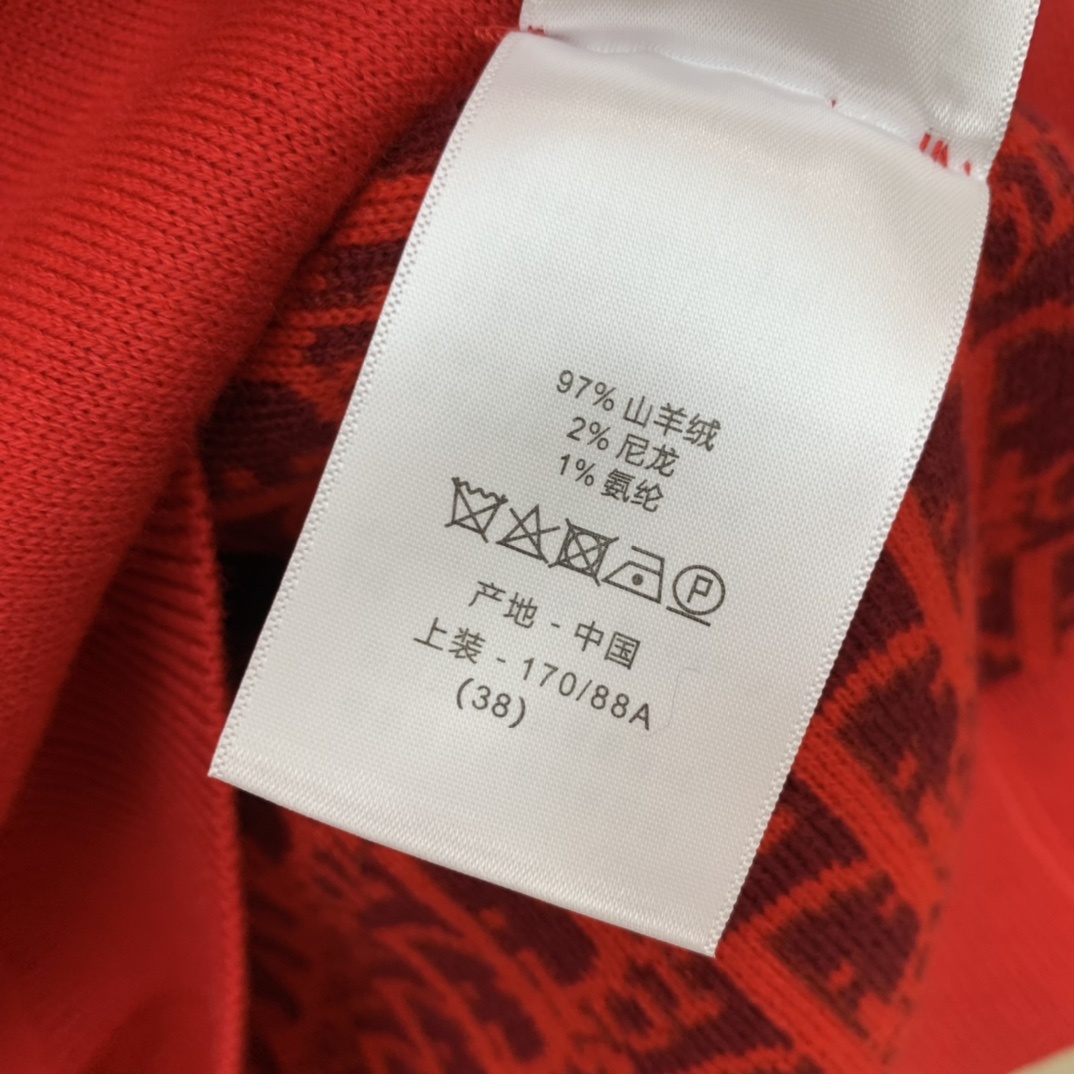 97% 山羊绒
2% 尼龙
1% 氨纶
P
产地 - 中国
上装 - 170/88A
(38)